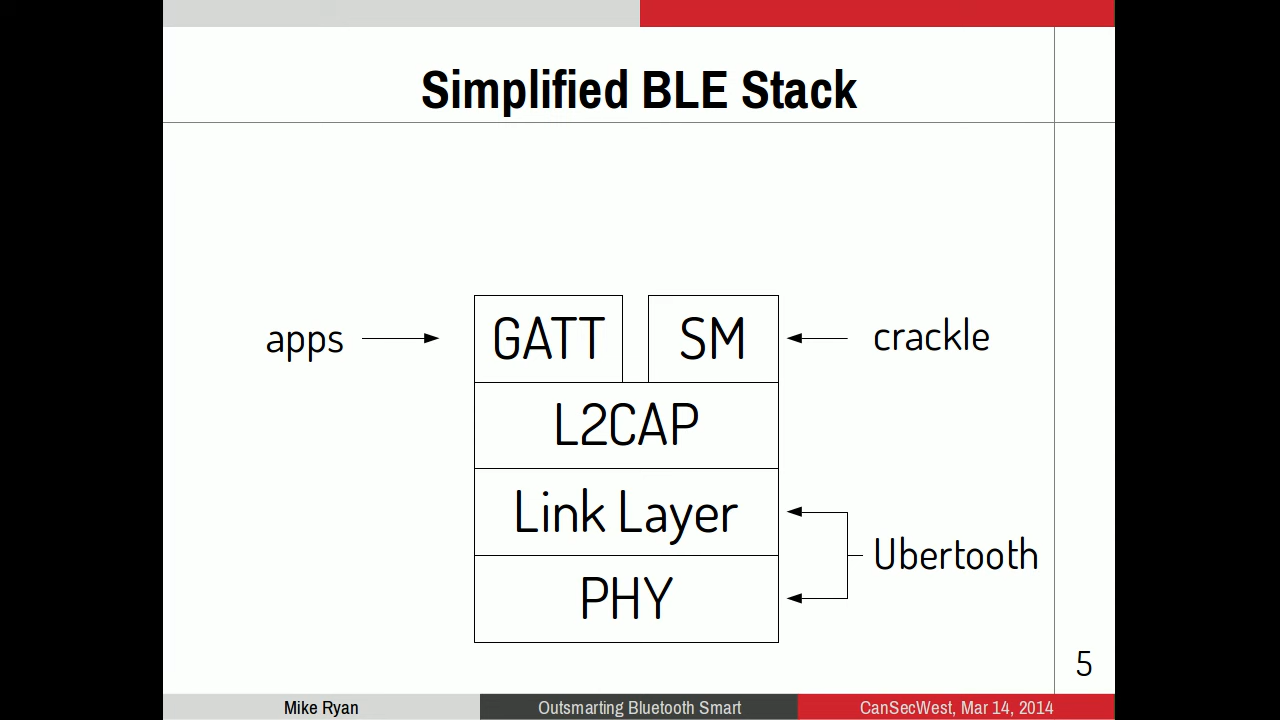 Simplified BLE Stack
apps
GATT
SM
crackle
L2CAP
Link Layer
Ubertooth
PHY
5
Mike Ryan
Outsmarting Bluetooth Smart
CanSecWest, Mar 14, 2014